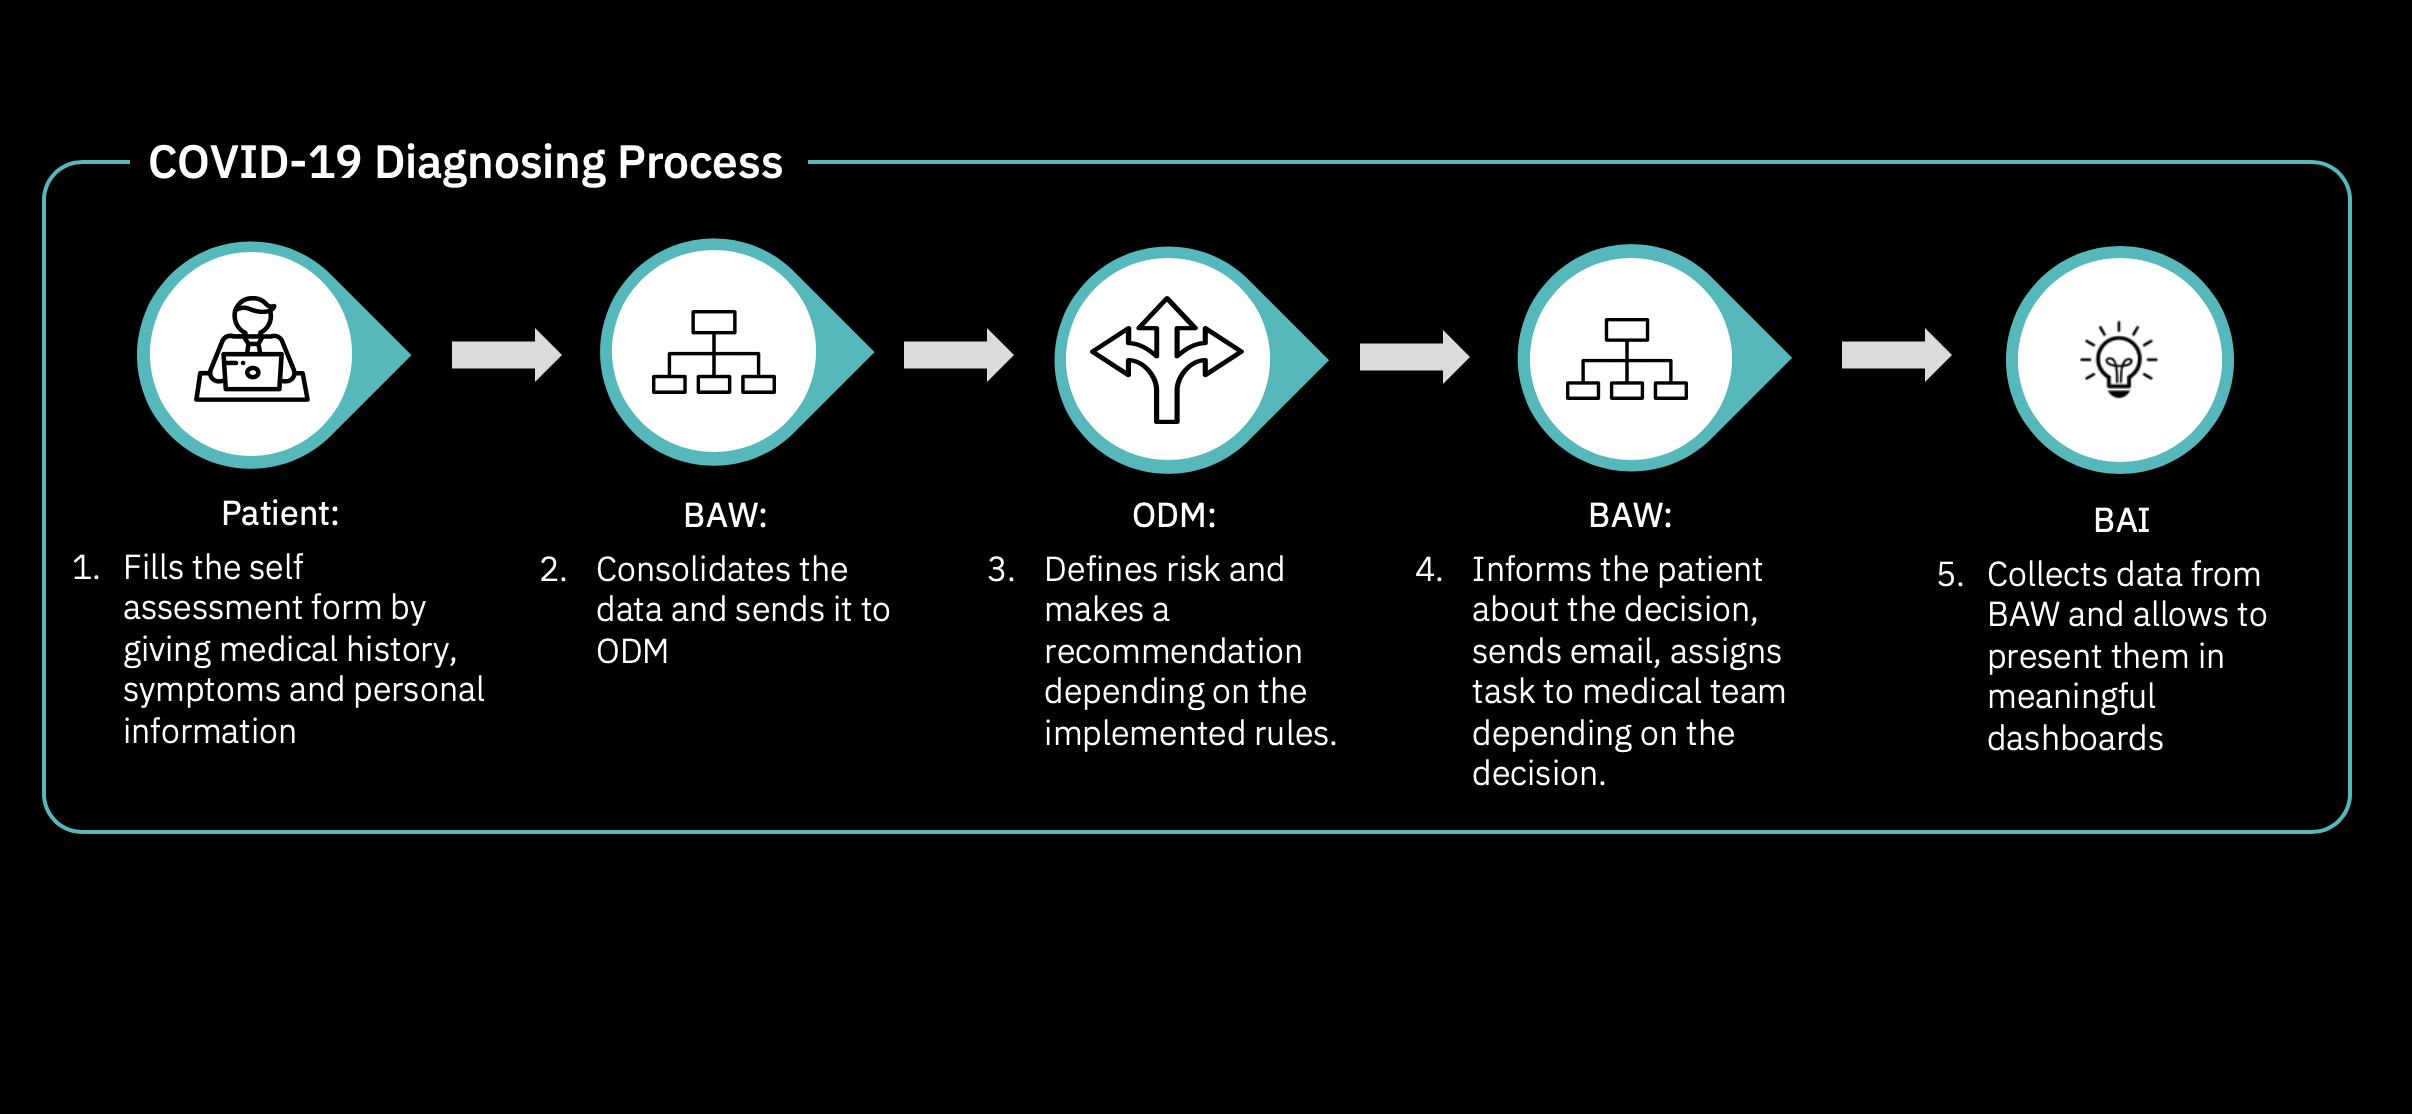 COVID-19 Diagnosing Process
Patient:
1. Fills the self
assessment form by
giving medical history,
symptoms and personal
information
BAW:
2. Consolidates the
data and sends it to
ODM
ODM:
3. Defines risk and
makes a
recommendation
depending on the
implemented rules.
BAW:
4. Informs the patient
about the decision,
sends email, assigns
task to medical team
depending on the
decision.
BAI
5. Collects data from
BAW and allows to
present them in
meaningful
dashboards